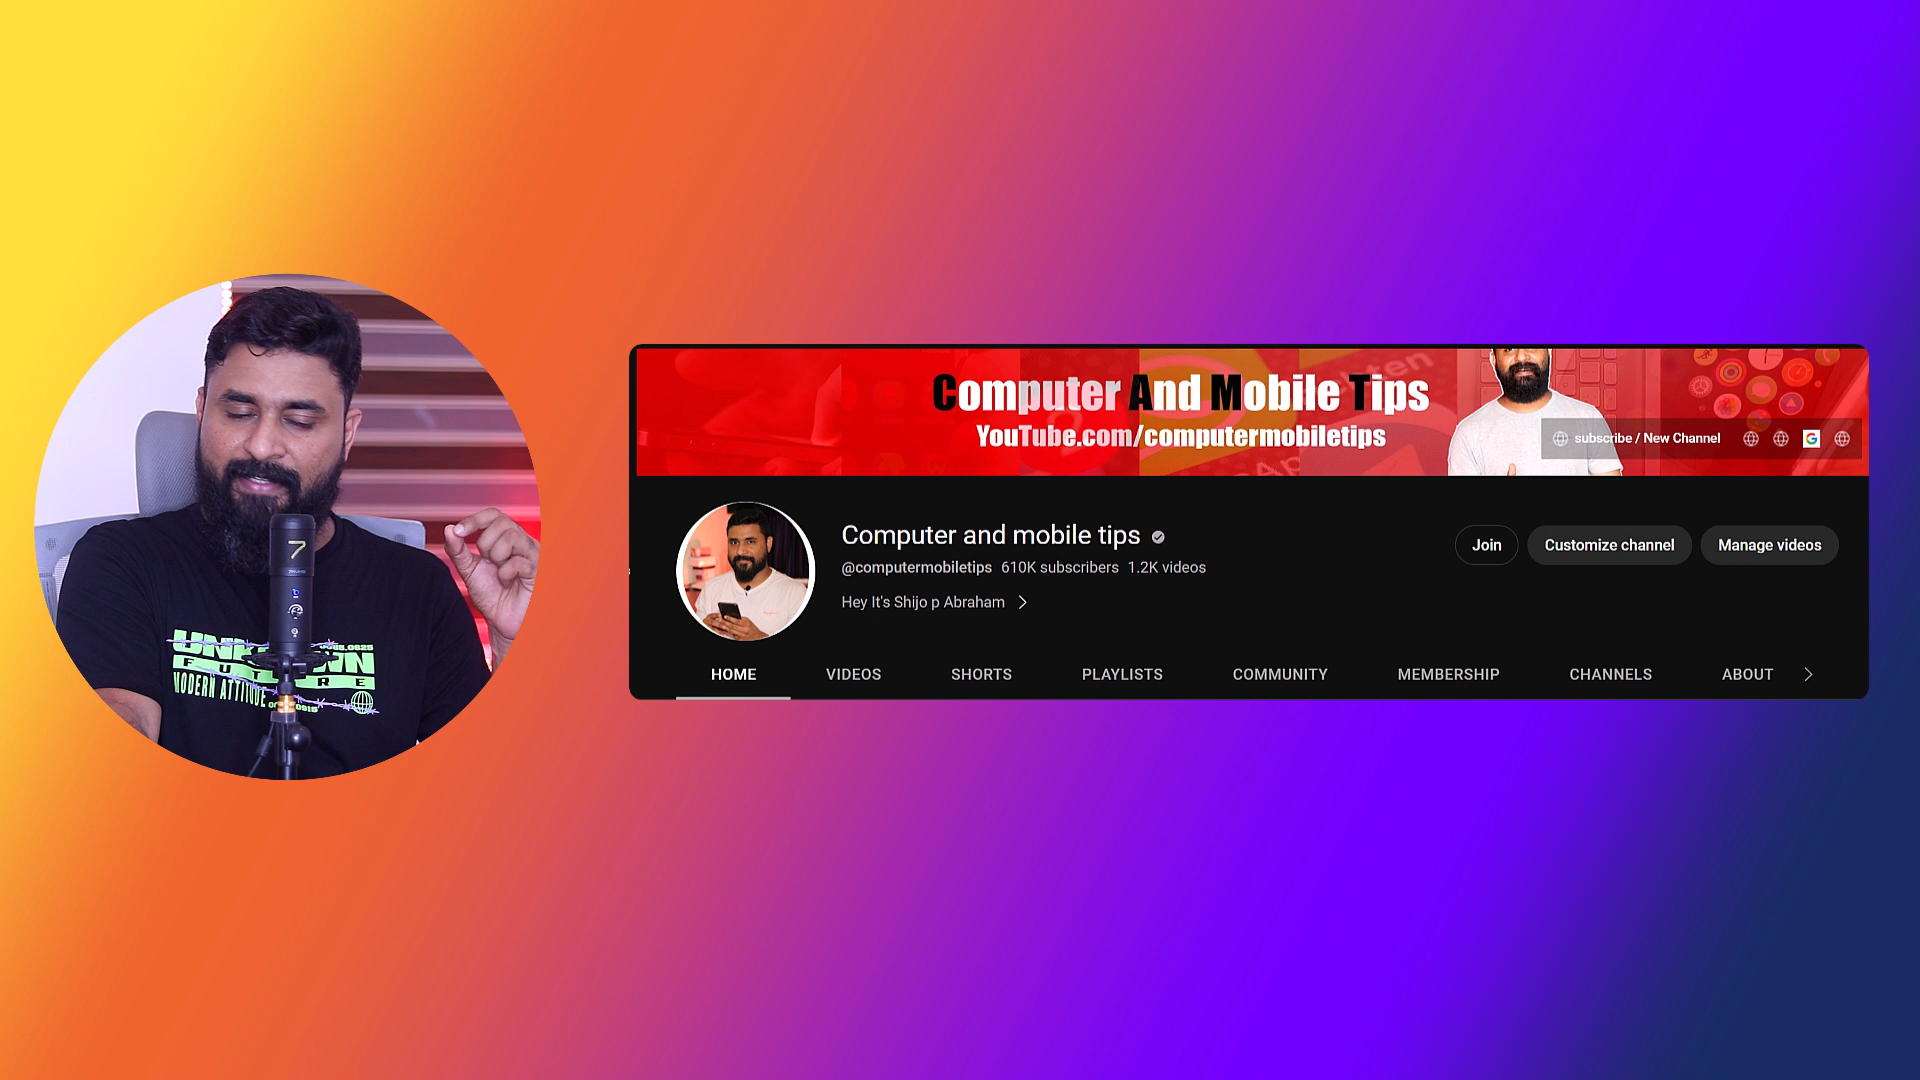 Computer And Mobile Tips
YouTube.com/computermobiletips
subscribe / New Channel
Computer and mobile tips
@computermobiletips 610K subscribers 1.2K videos
Hey It's Shijo p Abraham
Join
Customize channel
Manage videos
HOME
VIDEOS
SHORTS
PLAYLISTS
COMMUNITY
MEMBERSHIP
CHANNELS
ABOUT
7
MODERN ATTITUDE